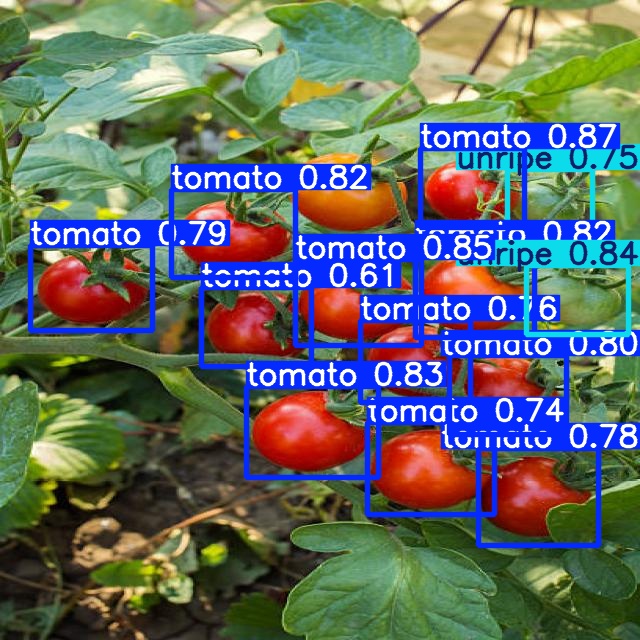 tomato 0.87
unripe 0.75
tomato 0.82
tomato 0.79
tomato 0.82
tomato 0.85
unripe 0.84
tomato 0.61
tomato 0.76
tomato 0.80
tomato 0.83
tomato 0.74
tomato 0.78